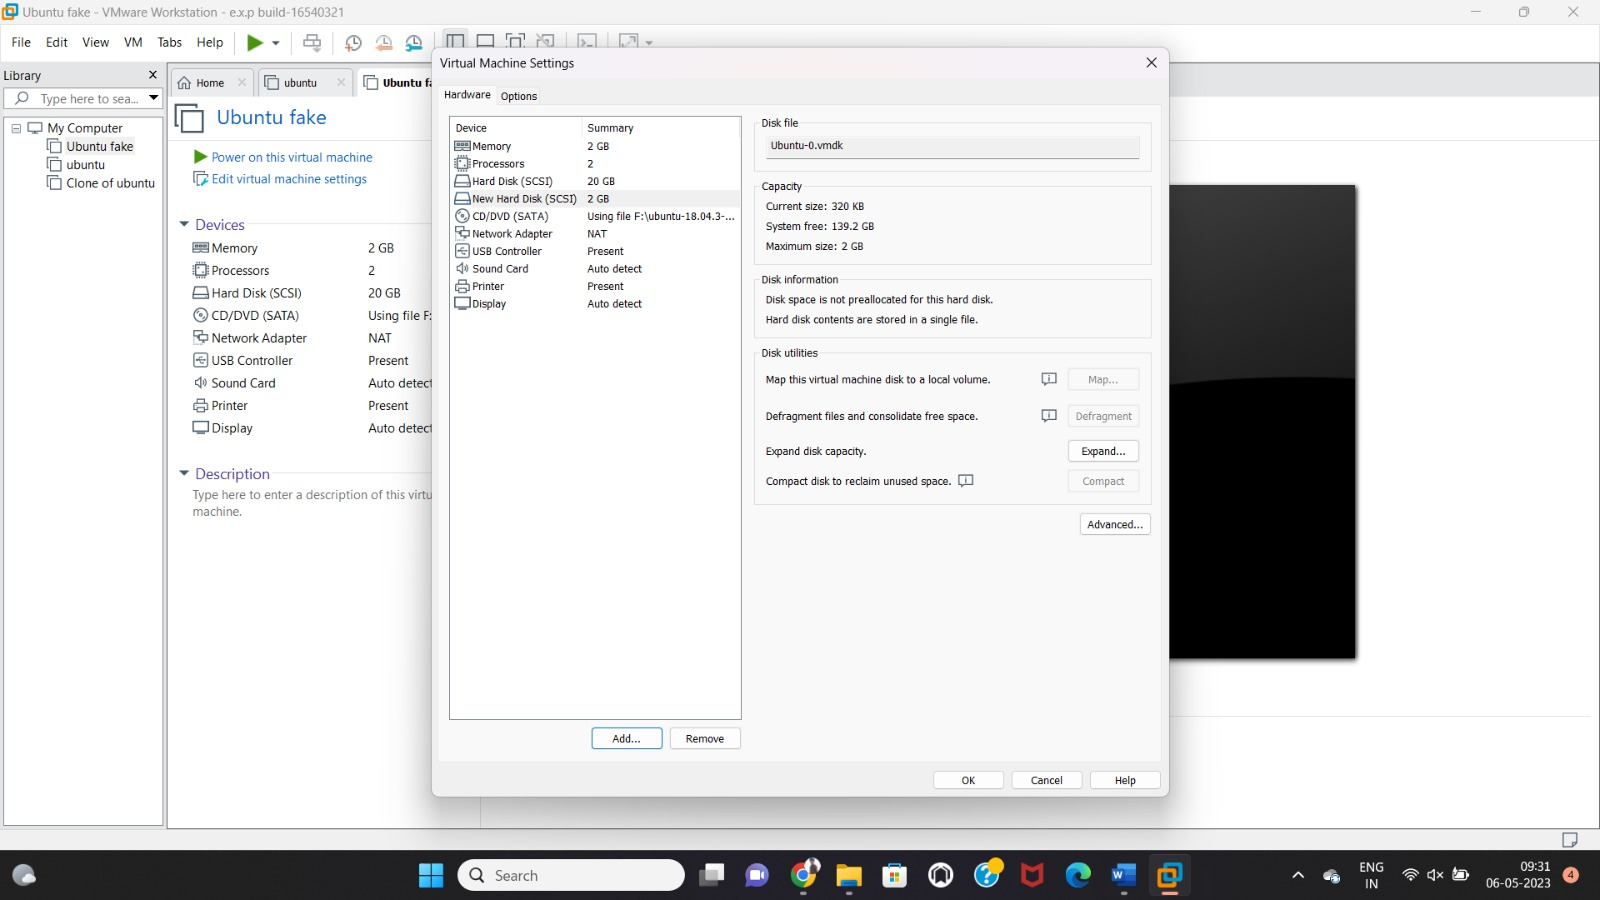 Ubuntu fake - VMware Workstation - e.x.p build-16540321
File Edit View VM Tabs Help
Library
Type here to sea...
My Computer
Ubuntu fake
ubuntu
Clone of ubuntu
Home
ubuntu
Ubuntu fa
Ubuntu fake
Power on this virtual machine
Edit virtual machine settings
Devices
Memory 2 GB
Processors 2
Hard Disk (SCSI) 20 GB
CD/DVD (SATA) Using file F:
Network Adapter NAT
USB Controller Present
Sound Card Auto detect
Printer Present
Display Auto detect
Description
Type here to enter a description of this virtu
machine.
Virtual Machine Settings
Hardware Options
Device Summary
Memory 2 GB
Processors 2
Hard Disk (SCSI) 20 GB
New Hard Disk (SCSI) 2 GB
CD/DVD (SATA) Using file F:\ubuntu-18.04.3-...
Network Adapter NAT
USB Controller Present
Sound Card Auto detect
Printer Present
Display Auto detect
Add... Remove
Disk file
Ubuntu-0.vmdk
Capacity
Current size: 320 KB
System free: 139.2 GB
Maximum size: 2 GB
Disk information
Disk space is not preallocated for this hard disk.
Hard disk contents are stored in a single file.
Disk utilities
Map this virtual machine disk to a local volume. Map...
Defragment files and consolidate free space. Defragment
Expand disk capacity. Expand...
Compact disk to reclaim unused space. Compact
Advanced...
OK Cancel Help
Search
ENG
IN
09:31
06-05-2023
4